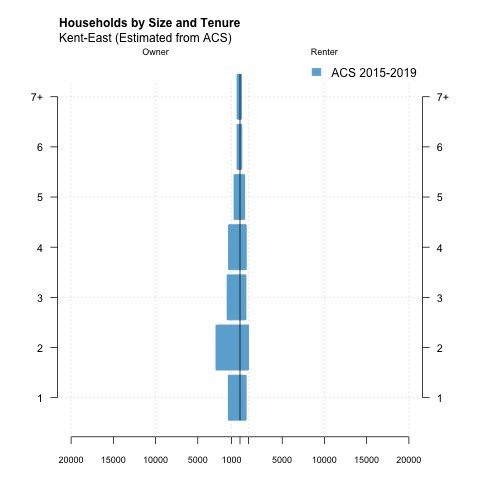 Households by Size and Tenure
Kent-East (Estimated from ACS)
Owner Renter
ACS 2015-2019
7+ 7+
6 6
5 5
4 4
3 3
2 2
1 1
20000 15000 10000 5000 1000 5000 10000 15000 20000